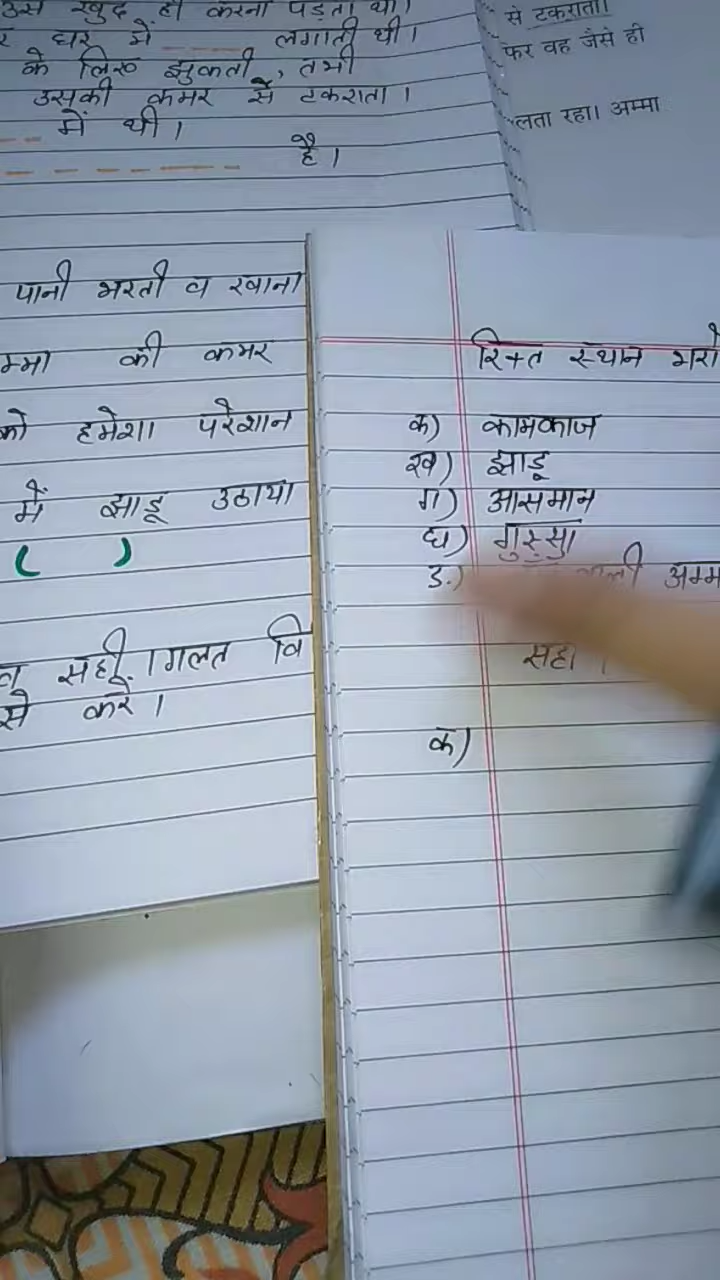 उसे खुद ही करना पड़ता था।
घर में लगाती थी।
के लिए झुकती, तभी
उसकी कमर से टकराता।
में थी।
है।
से टकराता।
फर वह जैसे ही
लता रहा। अम्मा
पानी भरती व खाना
म्मा की कमर
को हमेशा परेशान
में झाडू उठाया
( )
सही गलत
से करें।
रिक्त स्थान भरो
क) कामकाज
ख) झाडू
ग) आसमान
घ) गुस्सा
ड.) अम्म
सही
क)